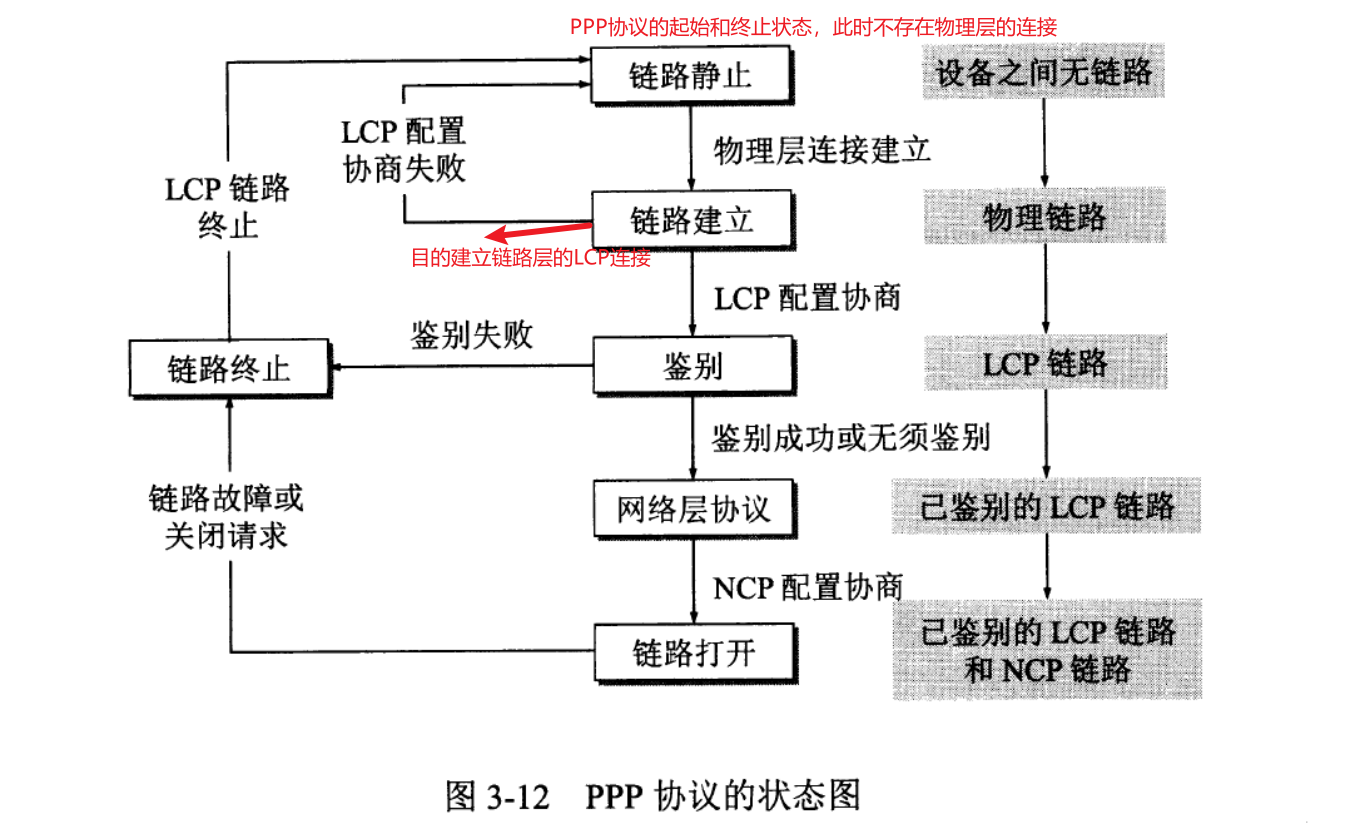 PPP协议的起始和终止状态，此时不存在物理层的连接
链路静止
设备之间无链路
LCP 配置
协商失败
物理层连接建立
LCP 链路
终止
链路建立
物理链路
目的建立链路层的LCP连接
LCP 配置协商
鉴别失败
链路终止
鉴别
LCP 链路
鉴别成功或无须鉴别
链路故障或
关闭请求
网络层协议
已鉴别的 LCP 链路
NCP 配置协商
链路打开
已鉴别的 LCP 链路
和 NCP 链路
图 3-12 PPP 协议的状态图